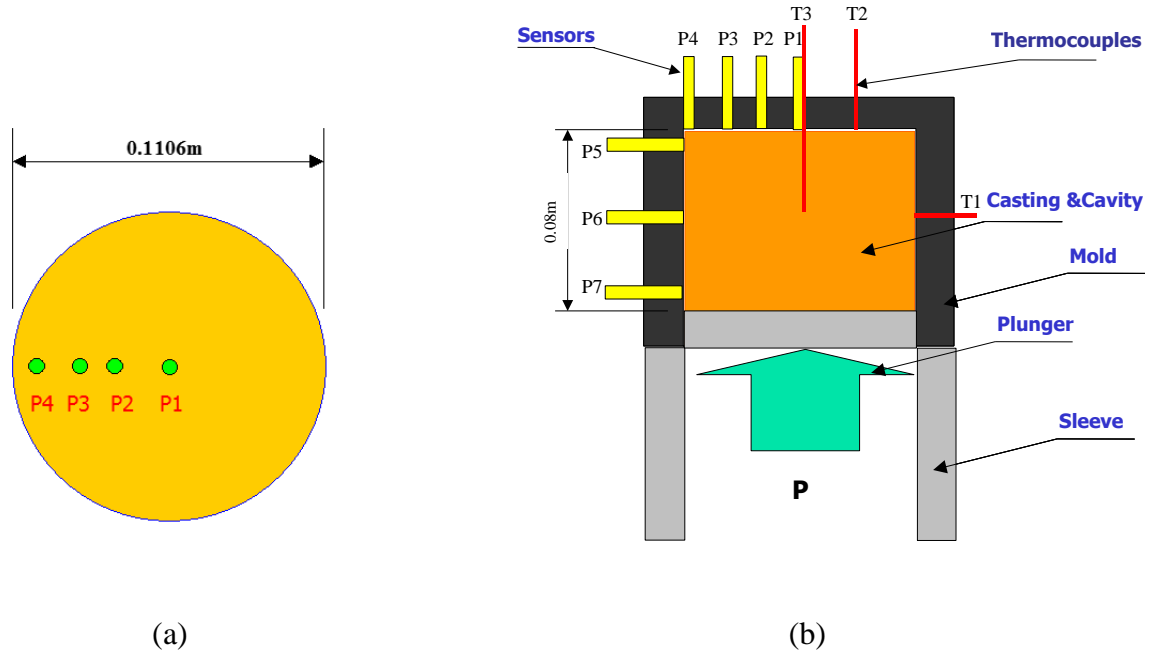 0.1106m
P4 P3 P2 P1
(a)
Sensors
P4 P3 P2 P1 T3 T2
Thermocouples
P5
P6
P7
0.08m
T1
Casting &Cavity
Mold
Plunger
Sleeve
P
(b)